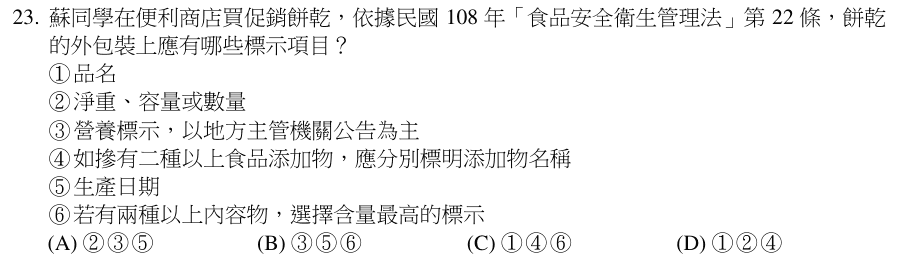 23. 蘇同學在便利商店買促銷餅乾，依據民國 108 年「食品安全衛生管理法」第 22 條，餅乾
的外包裝上應有哪些標示項目？
①品名
②淨重、容量或數量
③營養標示，以地方主管機關公告為主
④如摻有二種以上食品添加物，應分別標明添加物名稱
⑤生產日期
⑥若有兩種以上內容物，選擇含量最高的標示
(A) ②③⑤ (B) ③⑤⑥ (C) ①④⑥ (D) ①②④